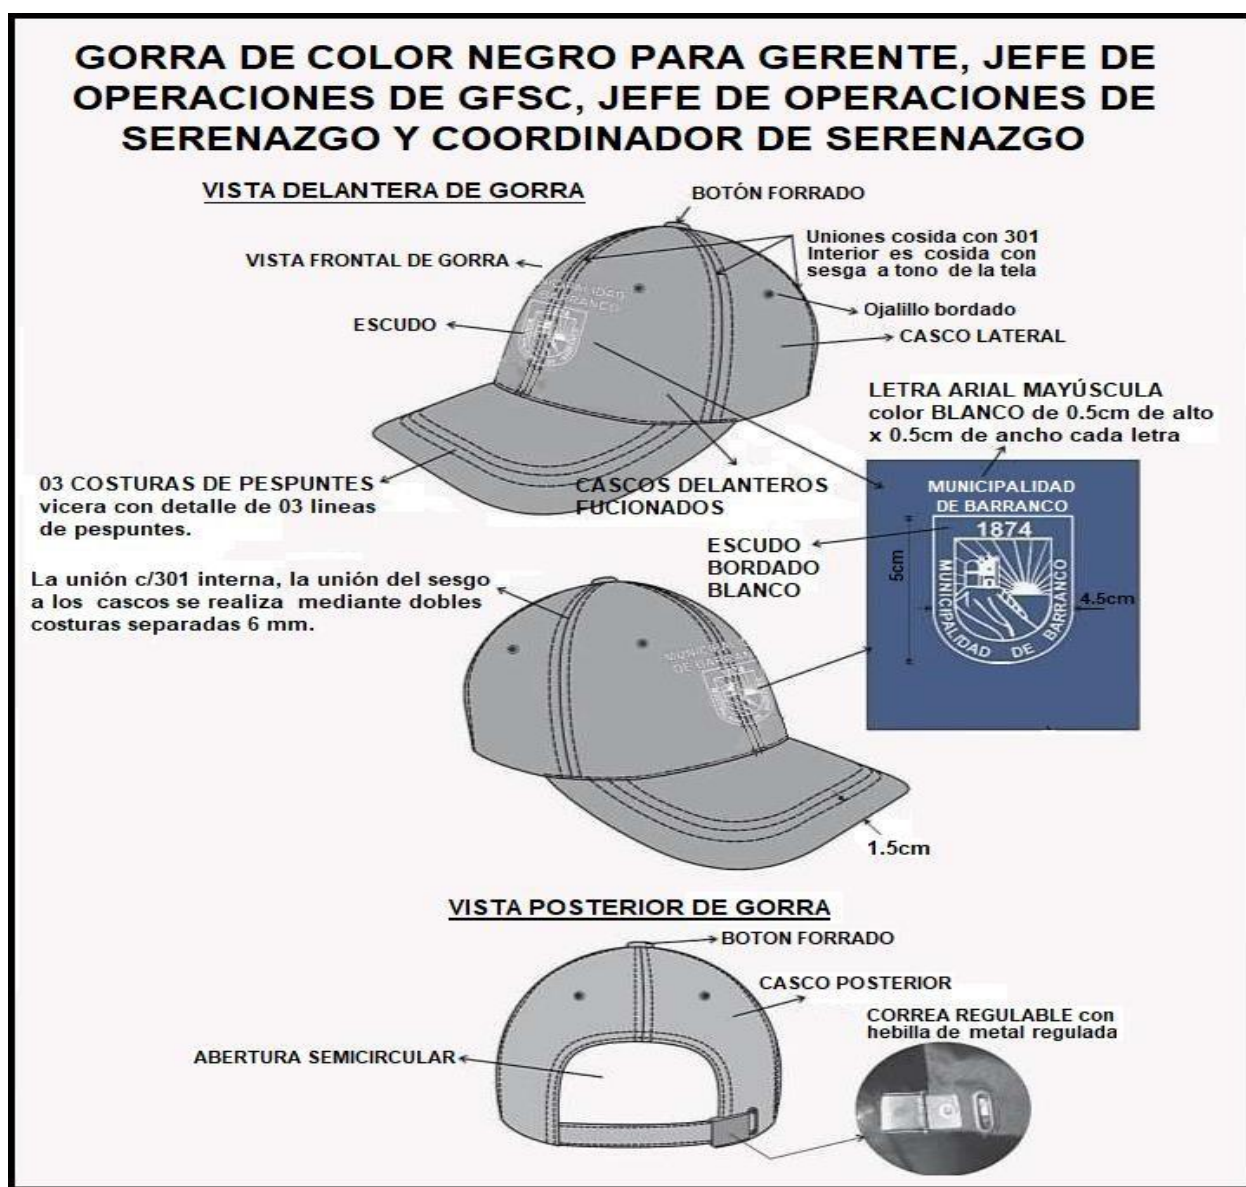 GORRA DE COLOR NEGRO PARA GERENTE, JEFE DE
OPERACIONES DE GFSC, JEFE DE OPERACIONES DE
SERENAZGO Y COORDINADOR DE SERENAZGO
VISTA DELANTERA DE GORRA
BOTÓN FORRADO
Uniones cosida con 301
Interior es cosida con
sesga a tono de la tela
VISTA FRONTAL DE GORRA
Ojalillo bordado
ESCUDO
CASCO LATERAL
LETRA ARIAL MAYÚSCULA
color BLANCO de 0.5cm de alto
x 0.5cm de ancho cada letra
03 COSTURAS DE PESPUNTES
vicera con detalle de 03 lineas
de pespuntes.
CASCOS DELANTEROS
FUCIONADOS
MUNICIPALIDAD
DE BARRANCO
1874
MUNICIPALIDAD DE BARRANCO
5cm
4.5cm
ESCUDO
BORDADO
BLANCO
La unión c/301 interna, la unión del sesgo
a los cascos se realiza mediante dobles
costuras separadas 6 mm.
1.5cm
VISTA POSTERIOR DE GORRA
BOTON FORRADO
CASCO POSTERIOR
CORREA REGULABLE con
hebilla de metal regulada
ABERTURA SEMICIRCULAR